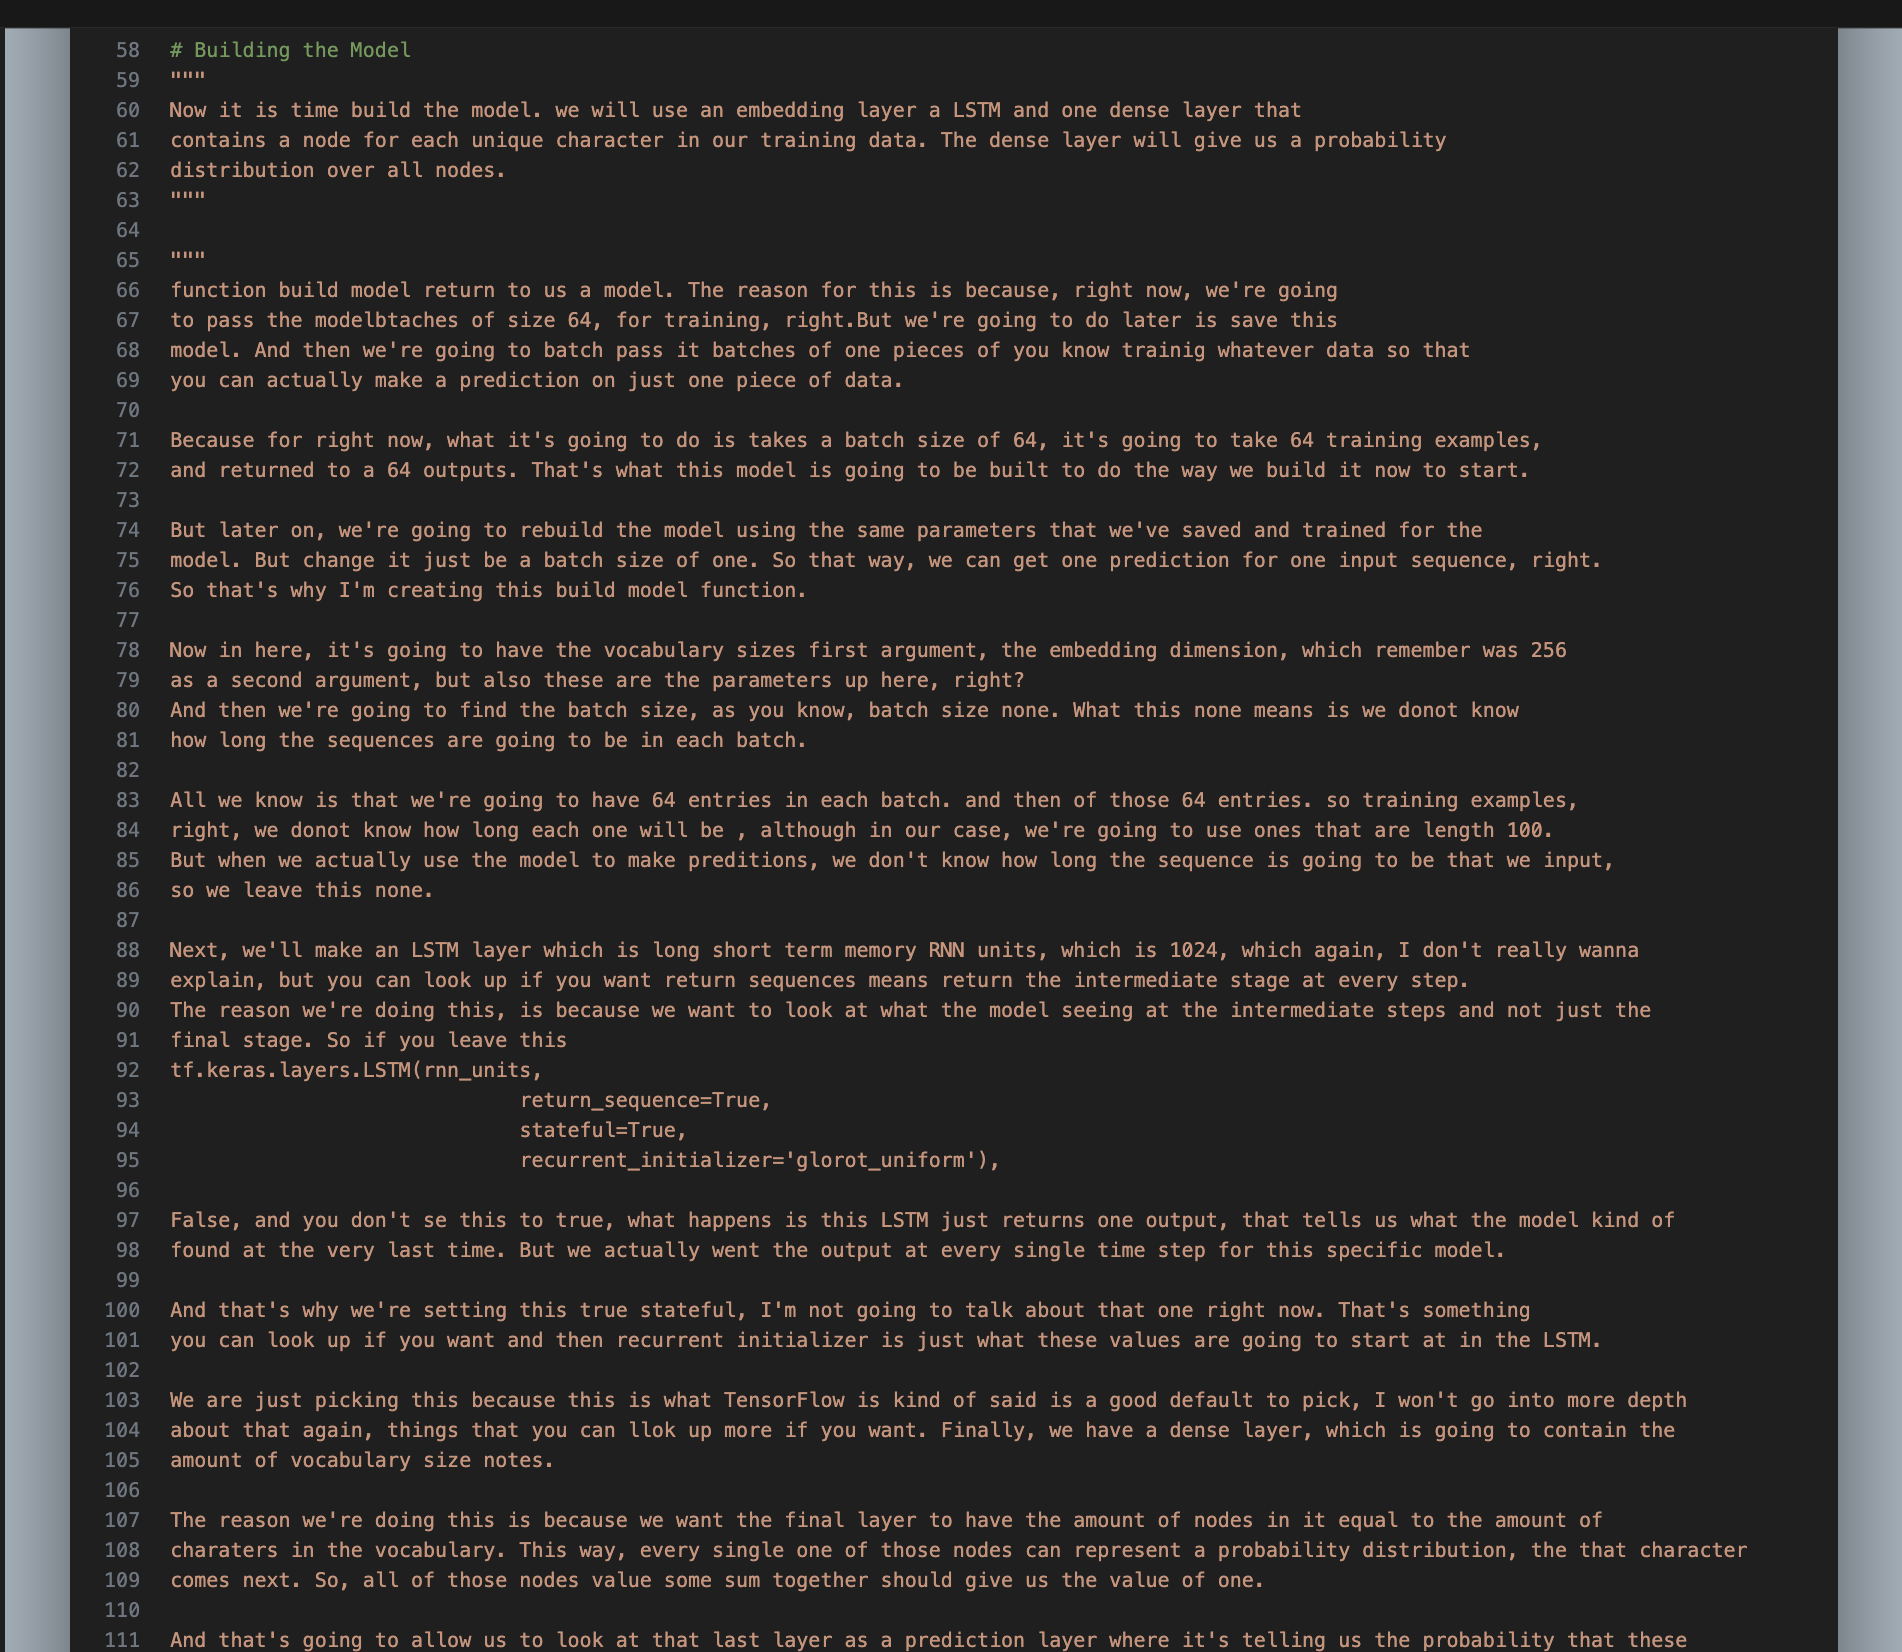 58 # Building the Model
59 """
60 Now it is time build the model. we will use an embedding layer a LSTM and one dense layer that
61 contains a node for each unique character in our training data. The dense layer will give us a probability
62 distribution over all nodes.
63 """
64
65 """
66 function build model return to us a model. The reason for this is because, right now, we're going
67 to pass the modelbtaches of size 64, for training, right.But we're going to do later is save this
68 model. And then we're going to batch pass it batches of one pieces of you know trainig whatever data so that
69 you can actually make a prediction on just one piece of data.
70
71 Because for right now, what it's going to do is takes a batch size of 64, it's going to take 64 training examples,
72 and returned to a 64 outputs. That's what this model is going to be built to do the way we build it now to start.
73
74 But later on, we're going to rebuild the model using the same parameters that we've saved and trained for the
75 model. But change it just be a batch size of one. So that way, we can get one prediction for one input sequence, right.
76 So that's why I'm creating this build model function.
77
78 Now in here, it's going to have the vocabulary sizes first argument, the embedding dimension, which remember was 256
79 as a second argument, but also these are the parameters up here, right?
80 And then we're going to find the batch size, as you know, batch size none. What this none means is we donot know
81 how long the sequences are going to be in each batch.
82
83 All we know is that we're going to have 64 entries in each batch. and then of those 64 entries. so training examples,
84 right, we donot know how long each one will be , although in our case, we're going to use ones that are length 100.
85 But when we actually use the model to make preditions, we don't know how long the sequence is going to be that we input,
86 so we leave this none.
87
88 Next, we'll make an LSTM layer which is long short term memory RNN units, which is 1024, which again, I don't really wanna
89 explain, but you can look up if you want return sequences means return the intermediate stage at every step.
90 The reason we're doing this, is because we want to look at what the model seeing at the intermediate steps and not just the
91 final stage. So if you leave this
92 tf.keras.layers.LSTM(rnn_units,
93 return_sequence=True,
94 stateful=True,
95 recurrent_initializer='glorot_uniform'),
96
97 False, and you don't se this to true, what happens is this LSTM just returns one output, that tells us what the model kind of
98 found at the very last time. But we actually went the output at every single time step for this specific model.
99
100 And that's why we're setting this true stateful, I'm not going to talk about that one right now. That's something
101 you can look up if you want and then recurrent initializer is just what these values are going to start at in the LSTM.
102
103 We are just picking this because this is what TensorFlow is kind of said is a good default to pick, I won't go into more depth
104 about that again, things that you can llok up more if you want. Finally, we have a dense layer, which is going to contain the
105 amount of vocabulary size notes.
106
107 The reason we're doing this is because we want the final layer to have the amount of nodes in it equal to the amount of
108 charaters in the vocabulary. This way, every single one of those nodes can represent a probability distribution, the that character
109 comes next. So, all of those nodes value some sum together should give us the value of one.
110
111 And that's going to allow us to look at that last layer as a prediction layer where it's telling us the probability that these